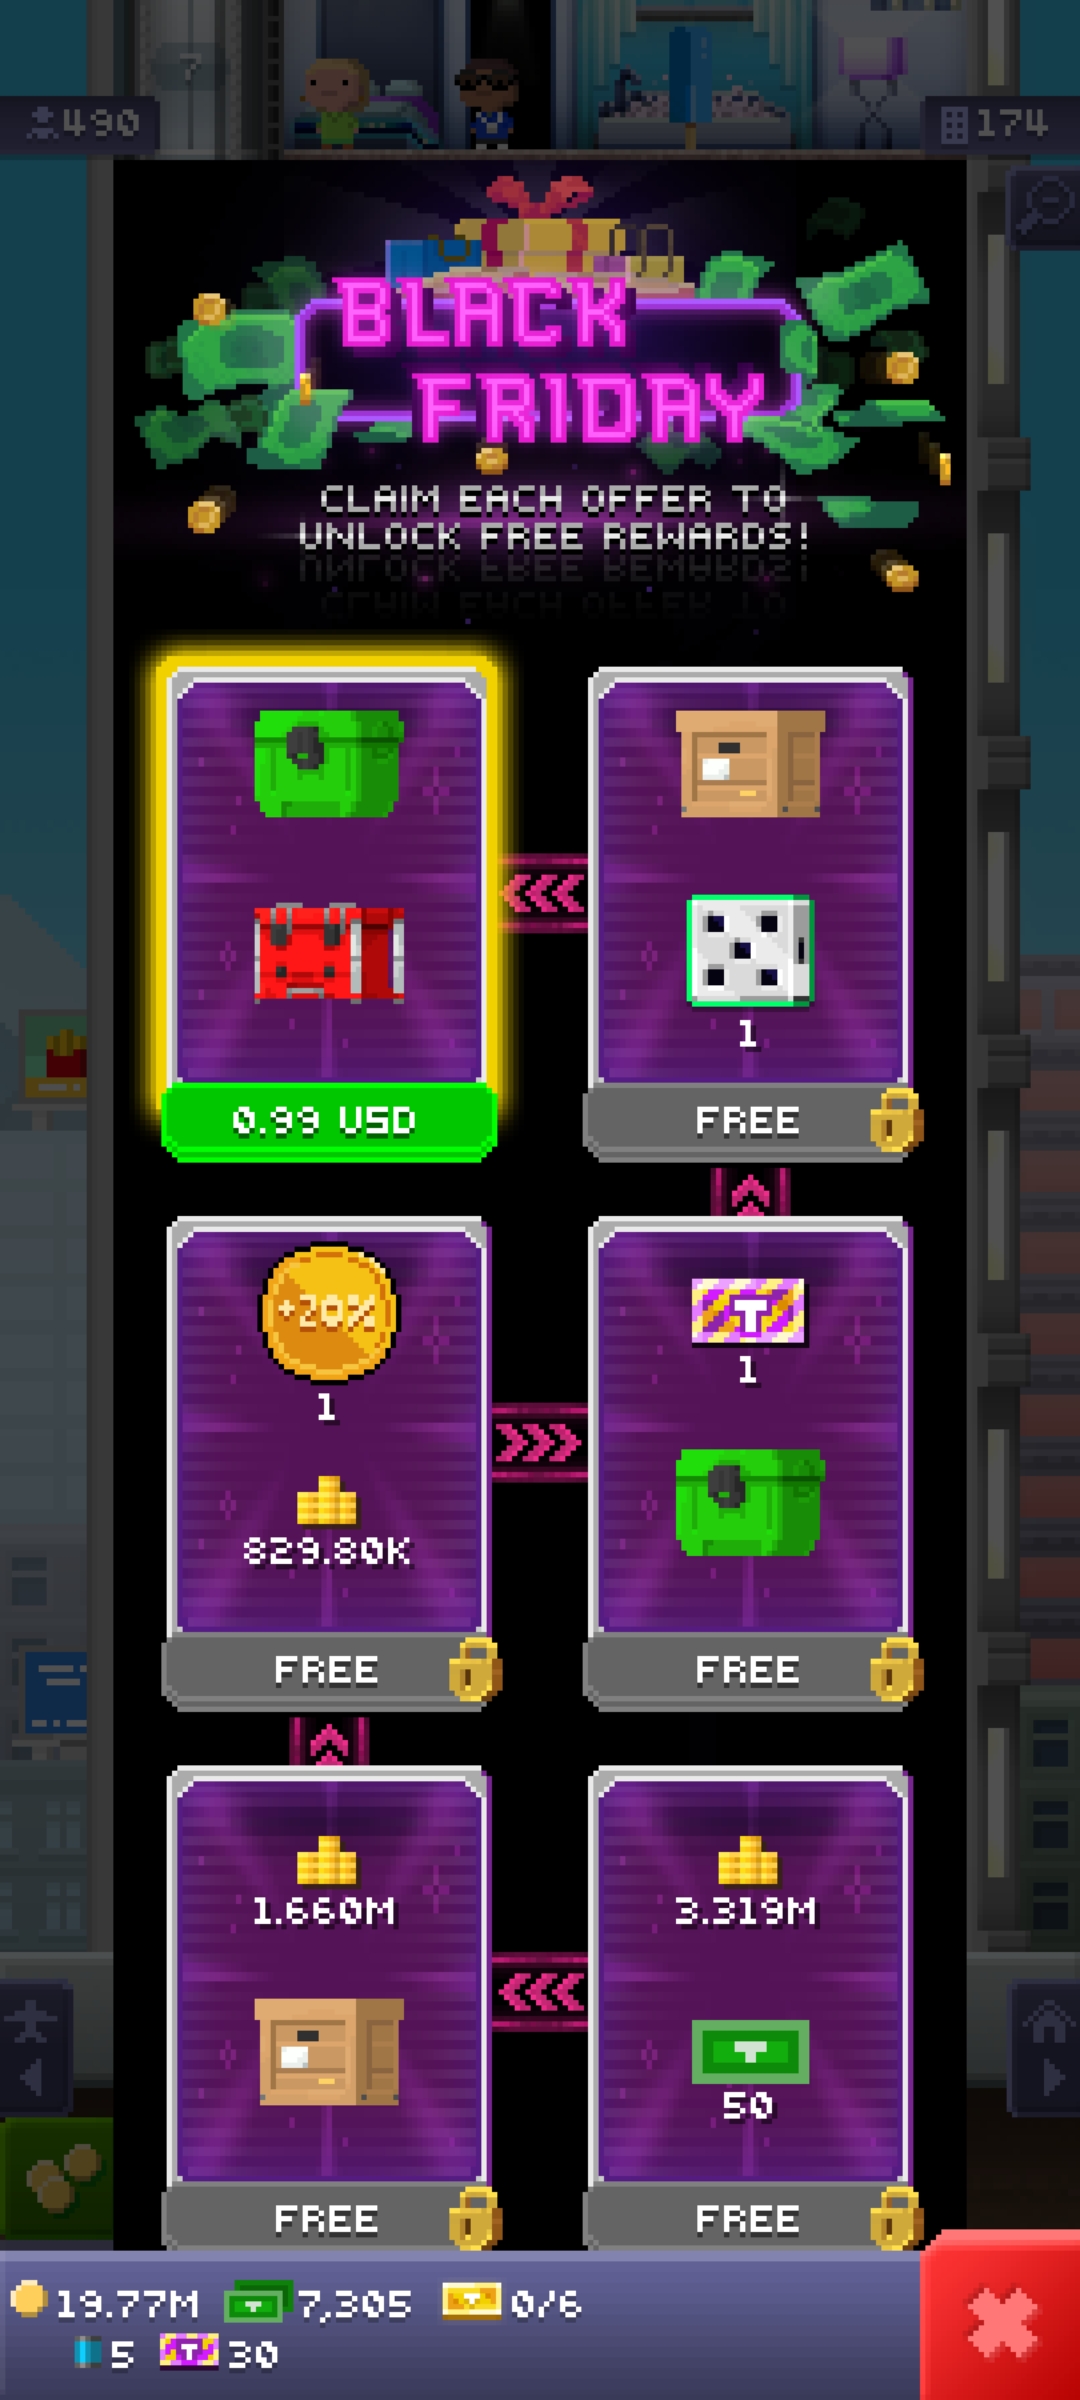 ?
490
174
BLACK
FRIDAY
CLAIM EACH OFFER TO
UNLOCK FREE REWARDS!
0.99 USD
1
FREE
+20%
1
829.80K
FREE
T
1
FREE
1.660M
FREE
3.319M
T
50
FREE
19.77M
7,305
0/6
5
T
30